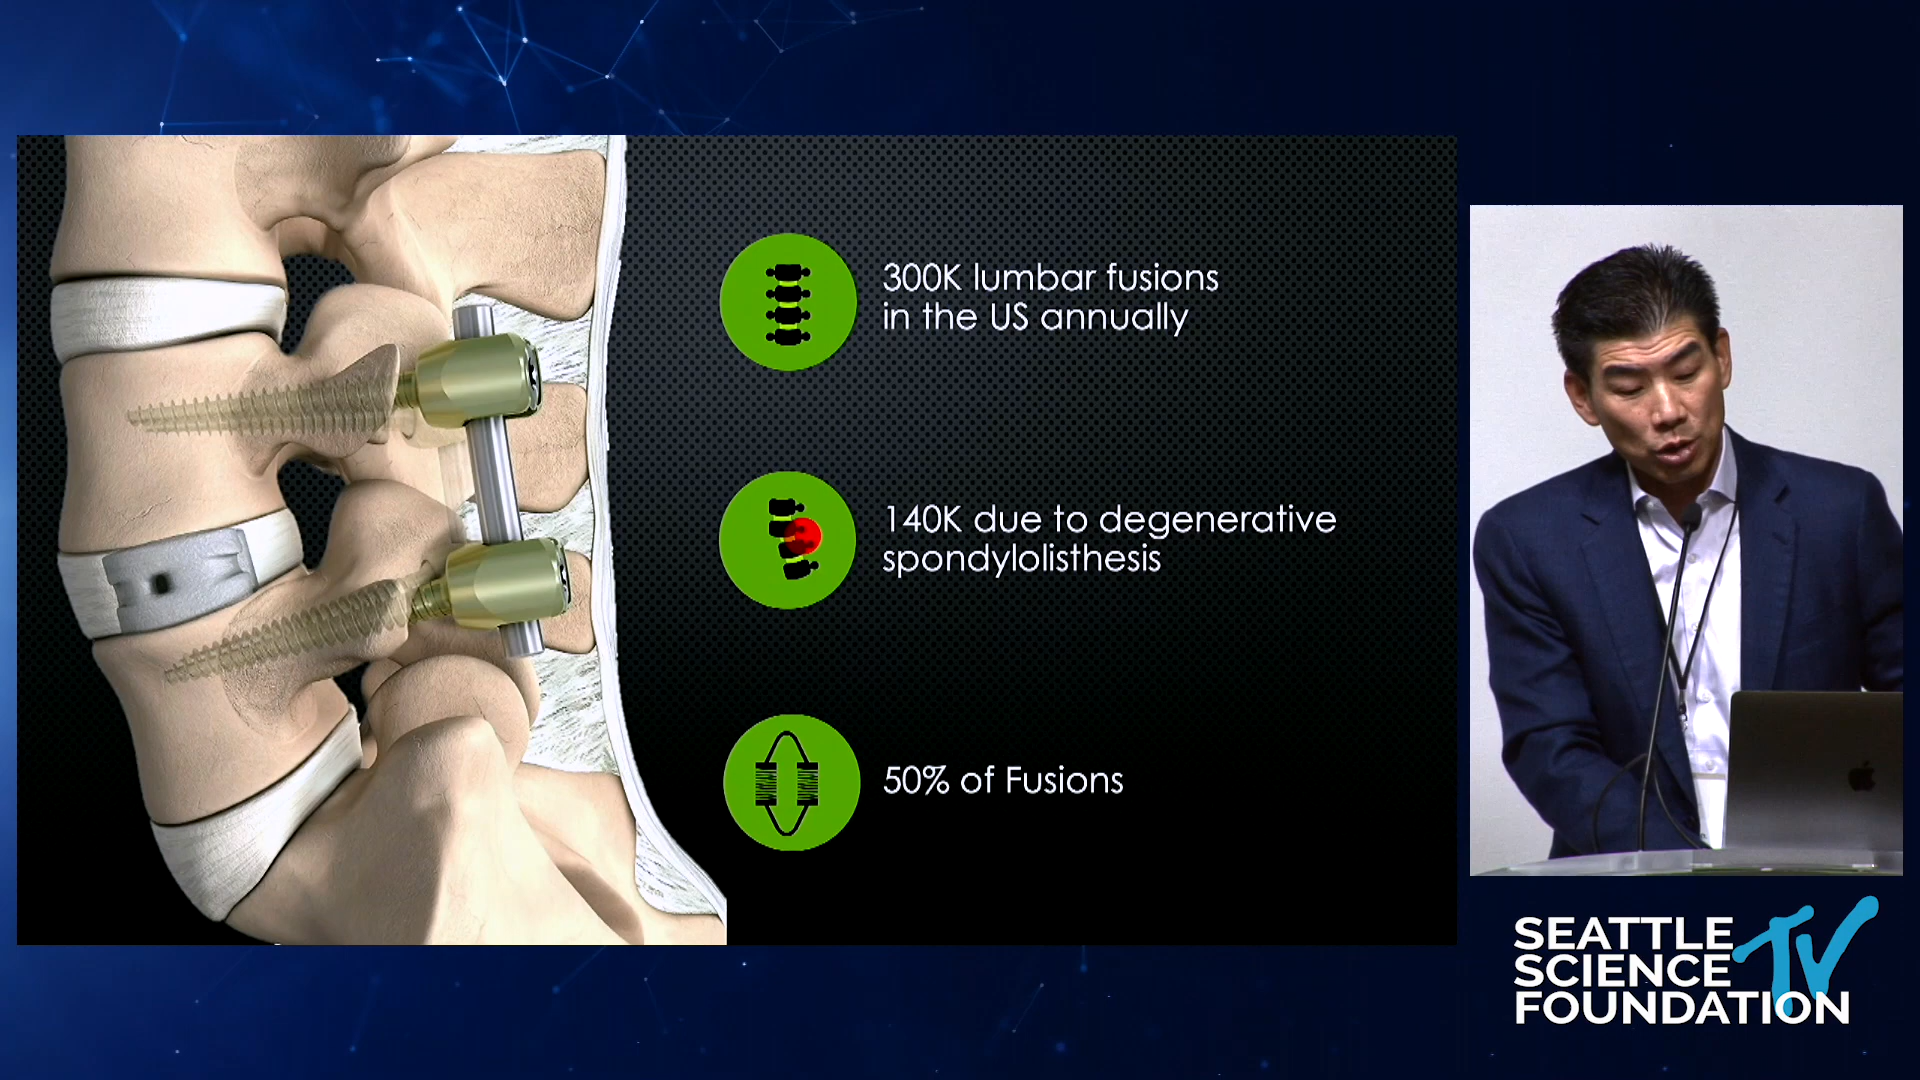 300K lumbar fusions
in the US annually
140K due to degenerative
spondylolisthesis
50% of Fusions
SEATTLE
SCIENCE
FOUNDATION
TV